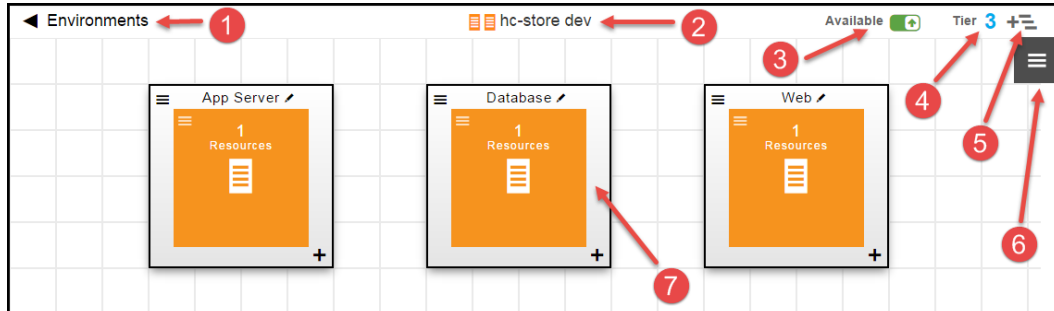 Environments
1
hc-store dev
2
Available
3
Tier 3
4
5
6
App Server
1
Resources
Database
1
Resources
7
Web
1
Resources